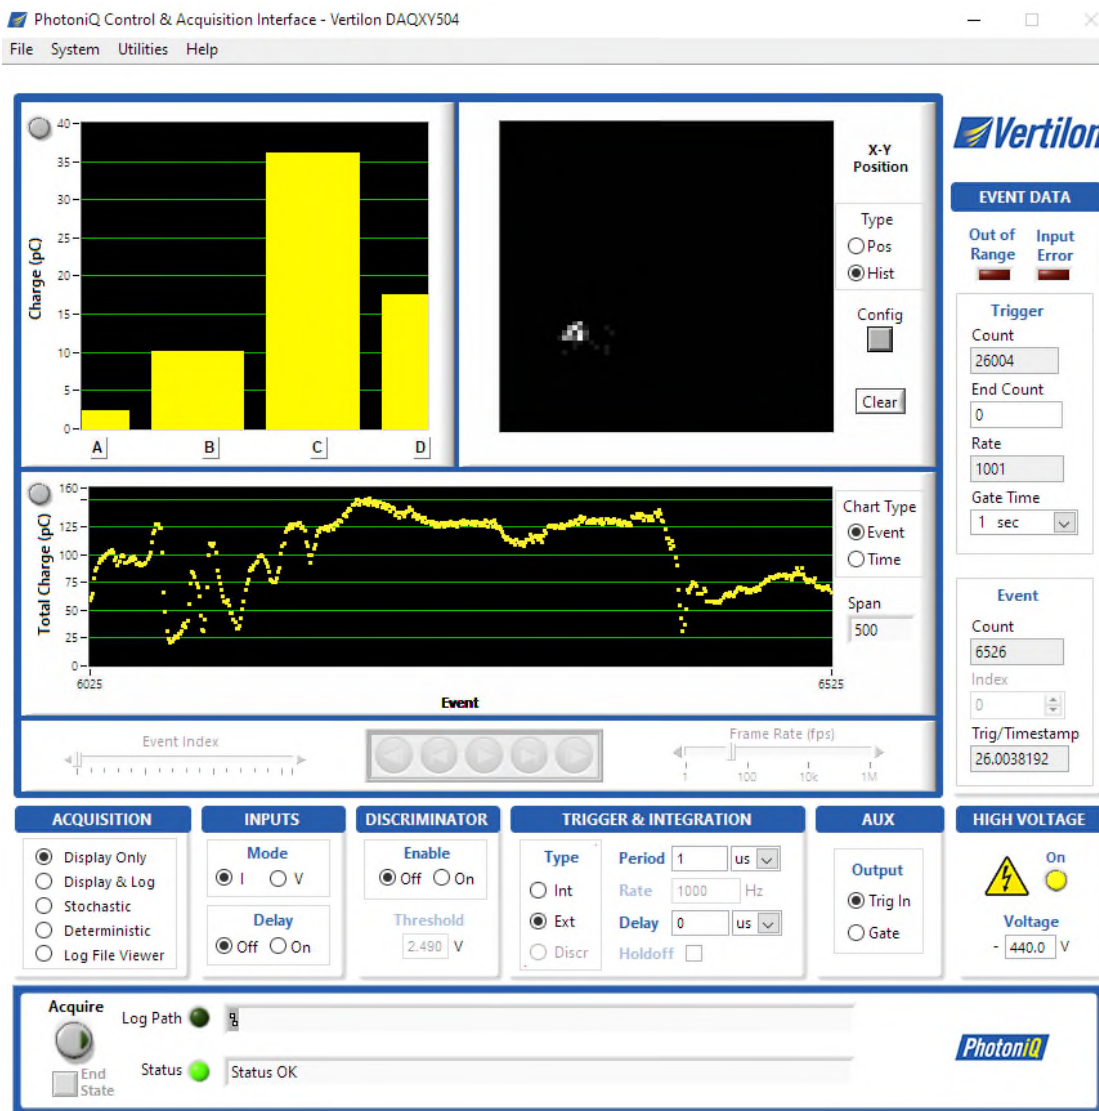 PhotoniQ Control & Acquisition Interface - Vertilon DAQXY504
File System Utilities Help
40
35
30
25
20
15
10
5
0
Charge (pC)
A B C D
X-Y
Position
Type
Pos
Hist
Config
Clear
160
125
100
75
50
25
0
Total Charge (pC)
6025
6525
Event
Chart Type
Event
Time
Span
500
Event Index
Frame Rate (fps)
1 100 10k 1M
Vertilon
EVENT DATA
Out of Range
Input Error
Trigger
Count
26004
End Count
0
Rate
1001
Gate Time
1 sec
Event
Count
6526
Index
0
Trig/Timestamp
26.0038192
ACQUISITION
Display Only
Display & Log
Stochastic
Deterministic
Log File Viewer
INPUTS
Mode
I V
Delay
Off On
DISCRIMINATOR
Enable
Off On
Threshold
2.490 V
TRIGGER & INTEGRATION
Type
Int
Ext
Discr
Period 1 us
Rate 1000 Hz
Delay 0 us
Holdoff
AUX
Output
Trig In
Gate
HIGH VOLTAGE
On
Voltage
- 440.0 V
Acquire
End
State
Log Path
Status
Status OK
PhotoniQ